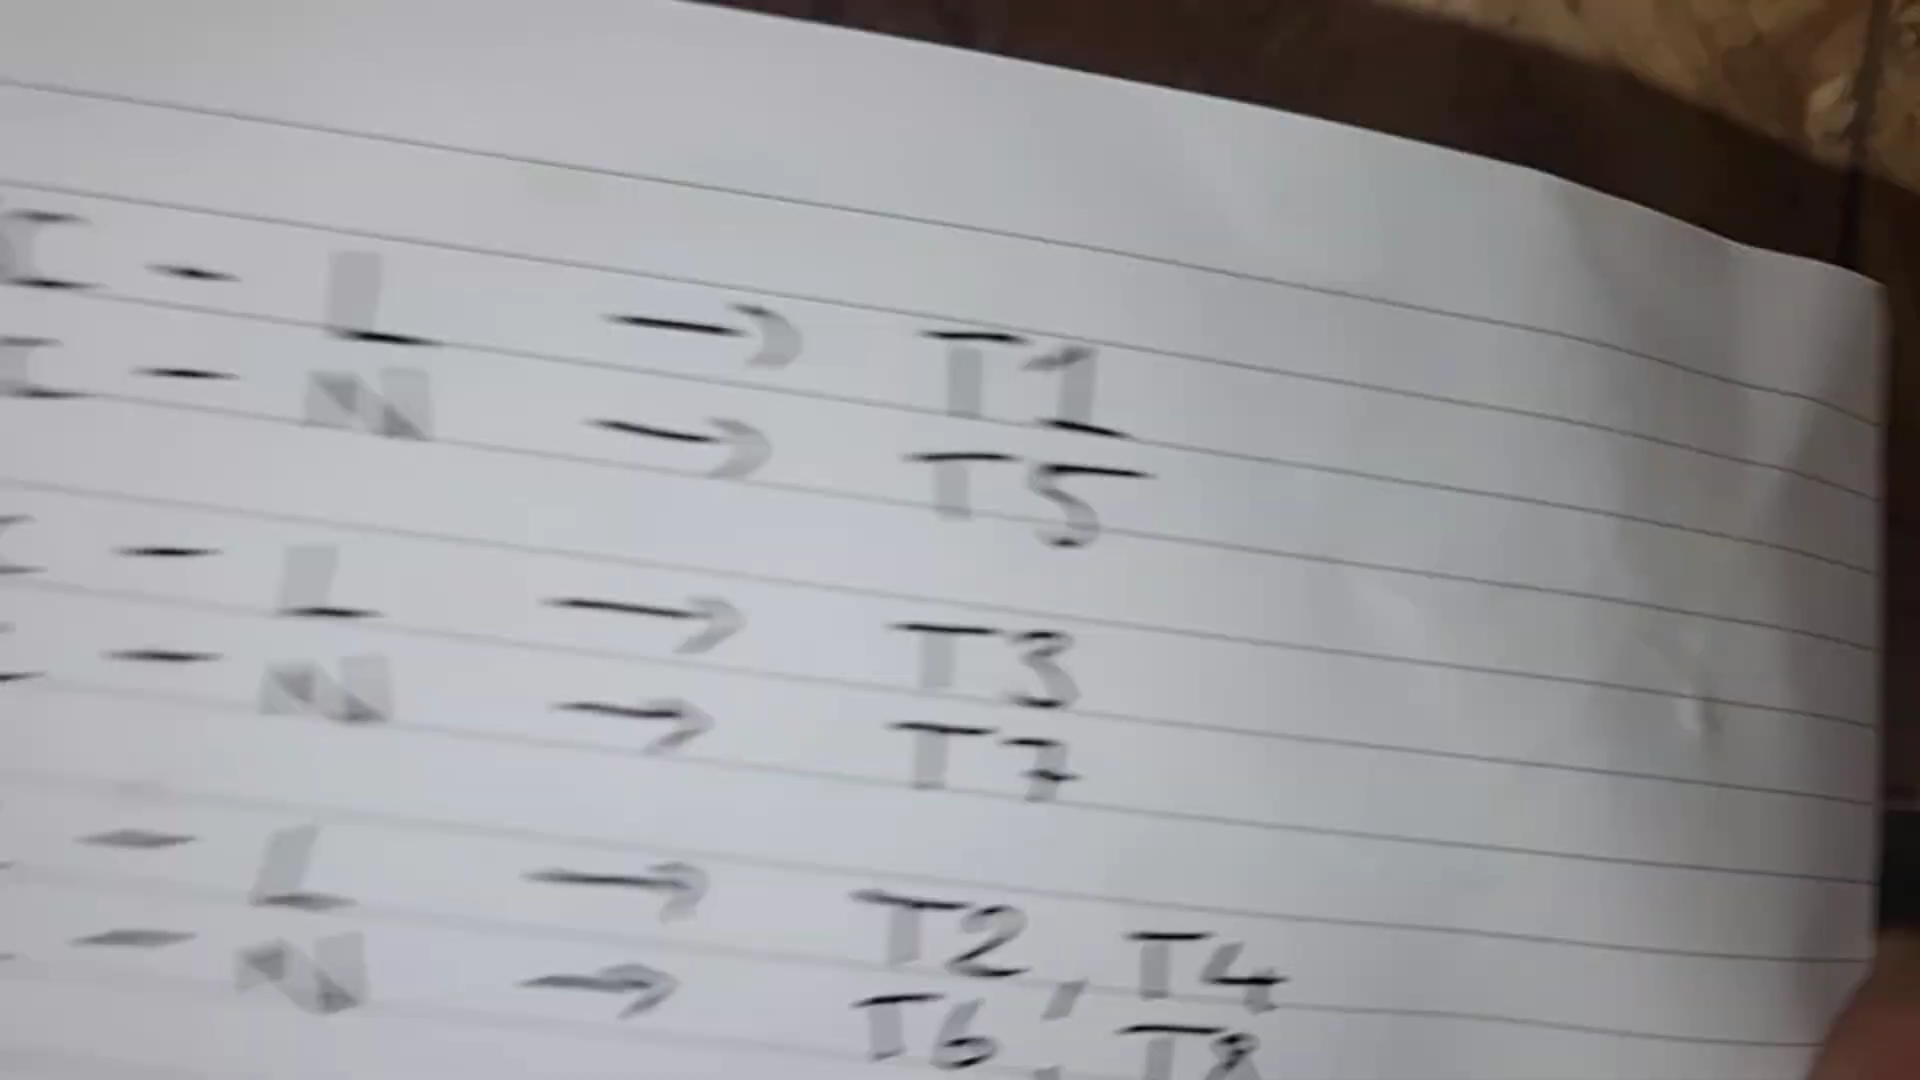 I - L → T1
I - N → T5
- L → T3
- N → T7
- L → T2, T4
- N → T6, T8